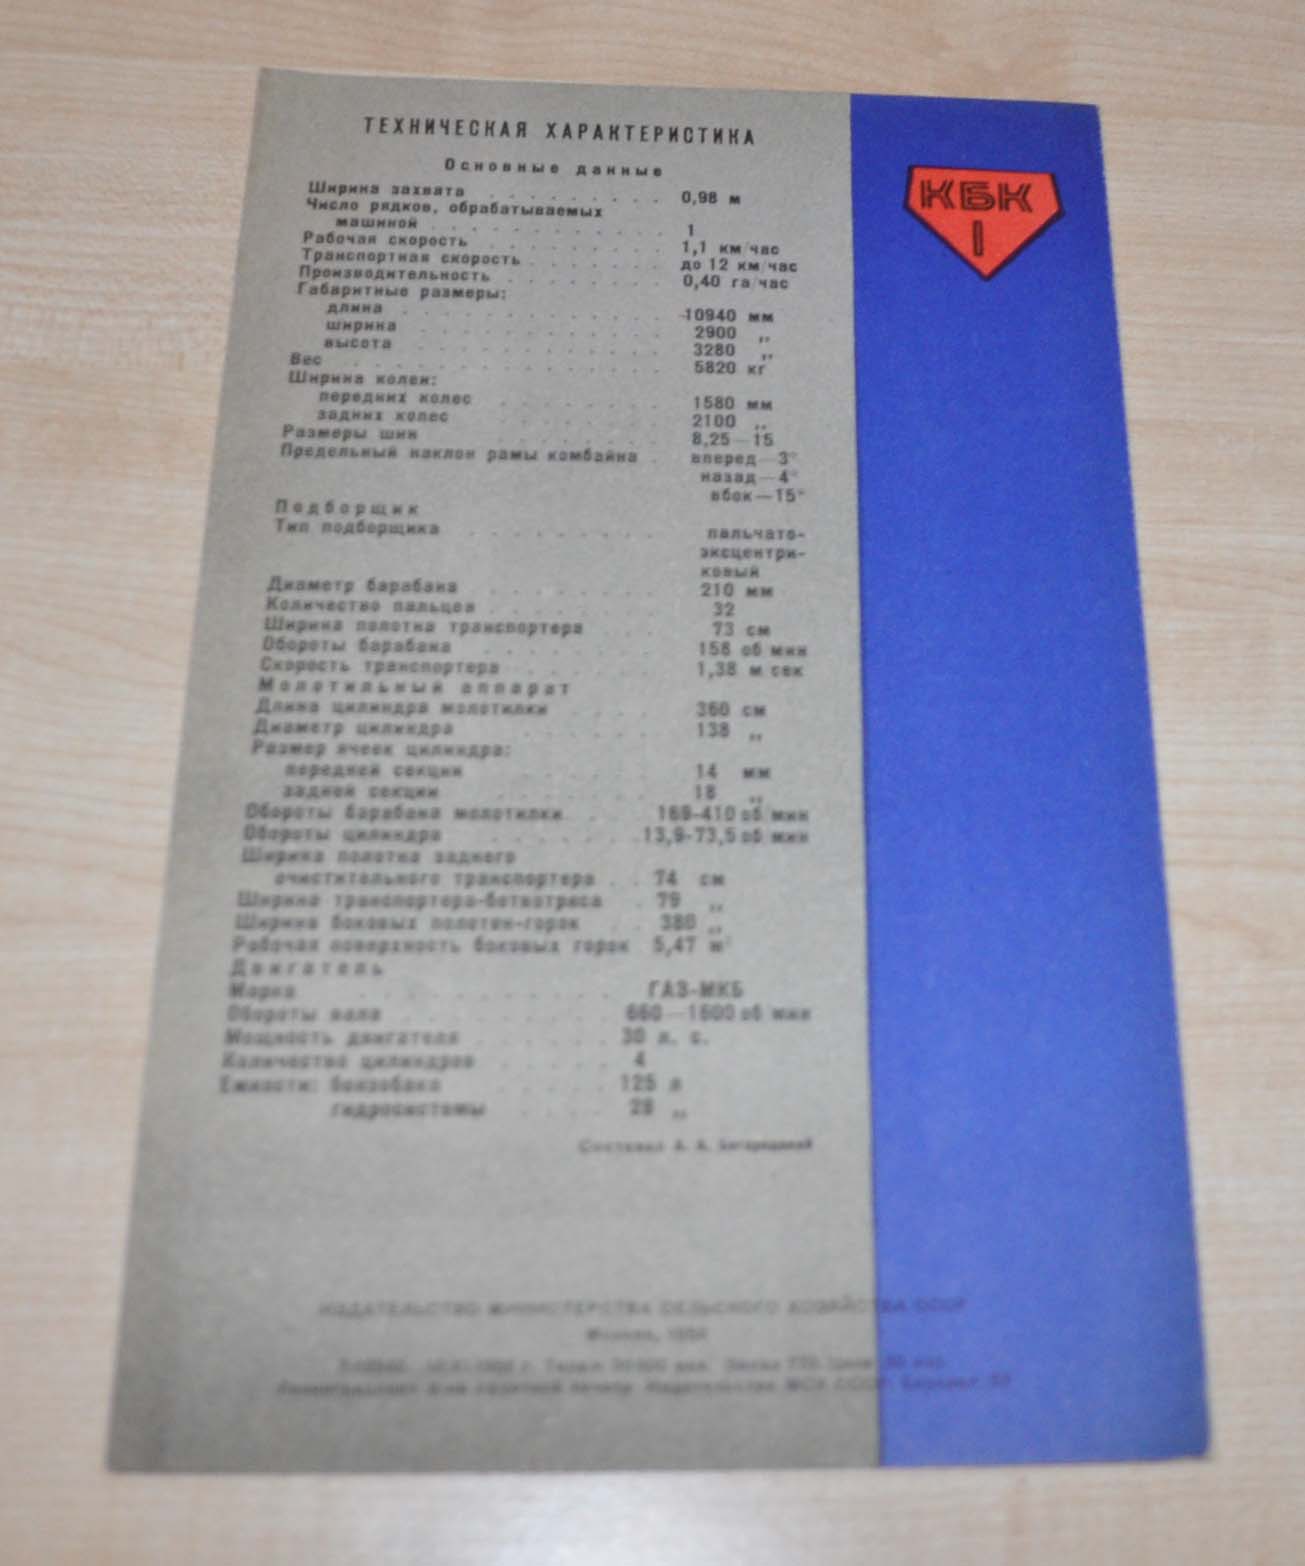 ТЕХНИЧЕСКАЯ ХАРАКТЕРИСТИКА
Основные данные
Ширина захвата . . . . . . . . 0,98 м
Число рядков, обрабатываемых
машиной . . . . . . . . . . . 1
Рабочая скорость . . . . . . . . 1,1 км/час
Транспортная скорость . . . . . . . до 12 км/час
Производительность . . . . . . . . 0,40 га/час
Габаритные размеры:
длина . . . . . . . . . . . . 10940 мм
ширина . . . . . . . . . . . 2900 „
высота . . . . . . . . . . . 3280 „
Вес . . . . . . . . . . . . . 5820 кг
Ширина колеи:
передних колес . . . . . . . 1580 мм
задних колес . . . . . . . 2100 „
Размеры шин . . . . . . . . . 8,25—15
Предельный наклон рамы комбайна . вперед—3°
назад—4°
вбок—15°
Подборщик
Тип подборщика . . . . . . . . . пальчато-
эксцентри-
ковый
Диаметр барабана . . . . . . . . 210 мм
Количество пальцев . . . . . . . . 32
Ширина полотна транспортера . . . 73 см
Обороты барабана . . . . . . . . 158 об/мин
Скорость транспортера . . . . . . 1,38 м/сек
Молотильный аппарат
Длина цилиндра молотилки . . . . 360 см
Диаметр цилиндра . . . . . . 138 „
Размер ячеек цилиндра:
передней секции . . . . . . 14 мм
задней секции . . . . . . . 18 „
Обороты барабана молотилки . . . 169-410 об/мин
Обороты цилиндра . . . . . . 13,9-73,5 об/мин
Ширина полотна заднего
очистительного транспортера . . 74 см
Ширина транспортера-ботвотряса . 79 „
Ширина боковых полотен-горок . . 380 „
Рабочая поверхность боковых горок 5,47 м²
Двигатель
Марка . . . . . . . . . . ГАЗ-МКБ
Обороты вала . . . . . . . . 660—1600 об/мин
Мощность двигателя . . . . . . 30 л. с.
Количество цилиндров . . . . . 4
Емкости: бензобака . . . . . 125 л
гидросистемы . . . . 28 „
Составил А. А.
ИЗДАТЕЛЬСТВО МИНИСТЕРСТВА СЕЛЬСКОГО ХОЗЯЙСТВА СССР
Москва,
КБК
1